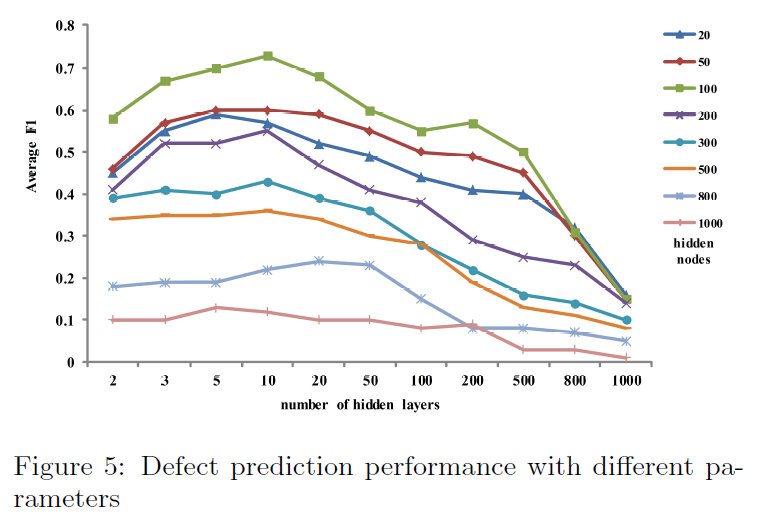 0.8
0.7
0.6
0.5
0.4
0.3
0.2
0.1
0
Average F1
2 3 5 10 20 50 100 200 500 800 1000
number of hidden layers
20
50
100
200
300
500
800
1000
hidden
nodes
Figure 5: Defect prediction performance with different pa-
rameters